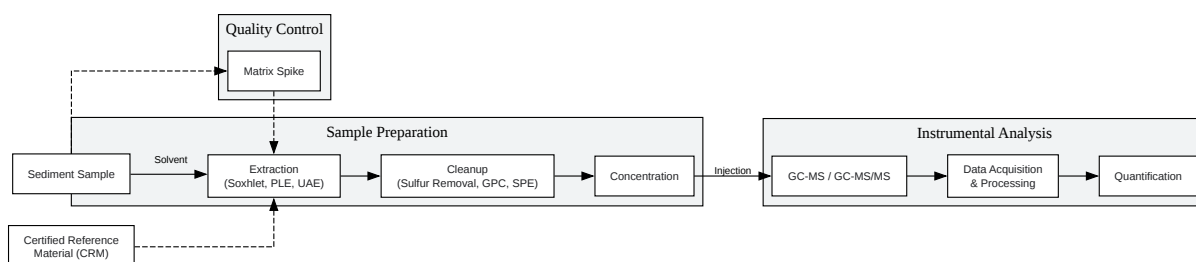 Quality Control
Matrix Spike
Sample Preparation
Instrumental Analysis
Sediment Sample
Solvent
Extraction
(Soxhlet, PLE, UAE)
Cleanup
(Sulfur Removal, GPC, SPE)
Concentration
Injection
GC-MS / GC-MS/MS
Data Acquisition
& Processing
Quantification
Certified Reference
Material (CRM)